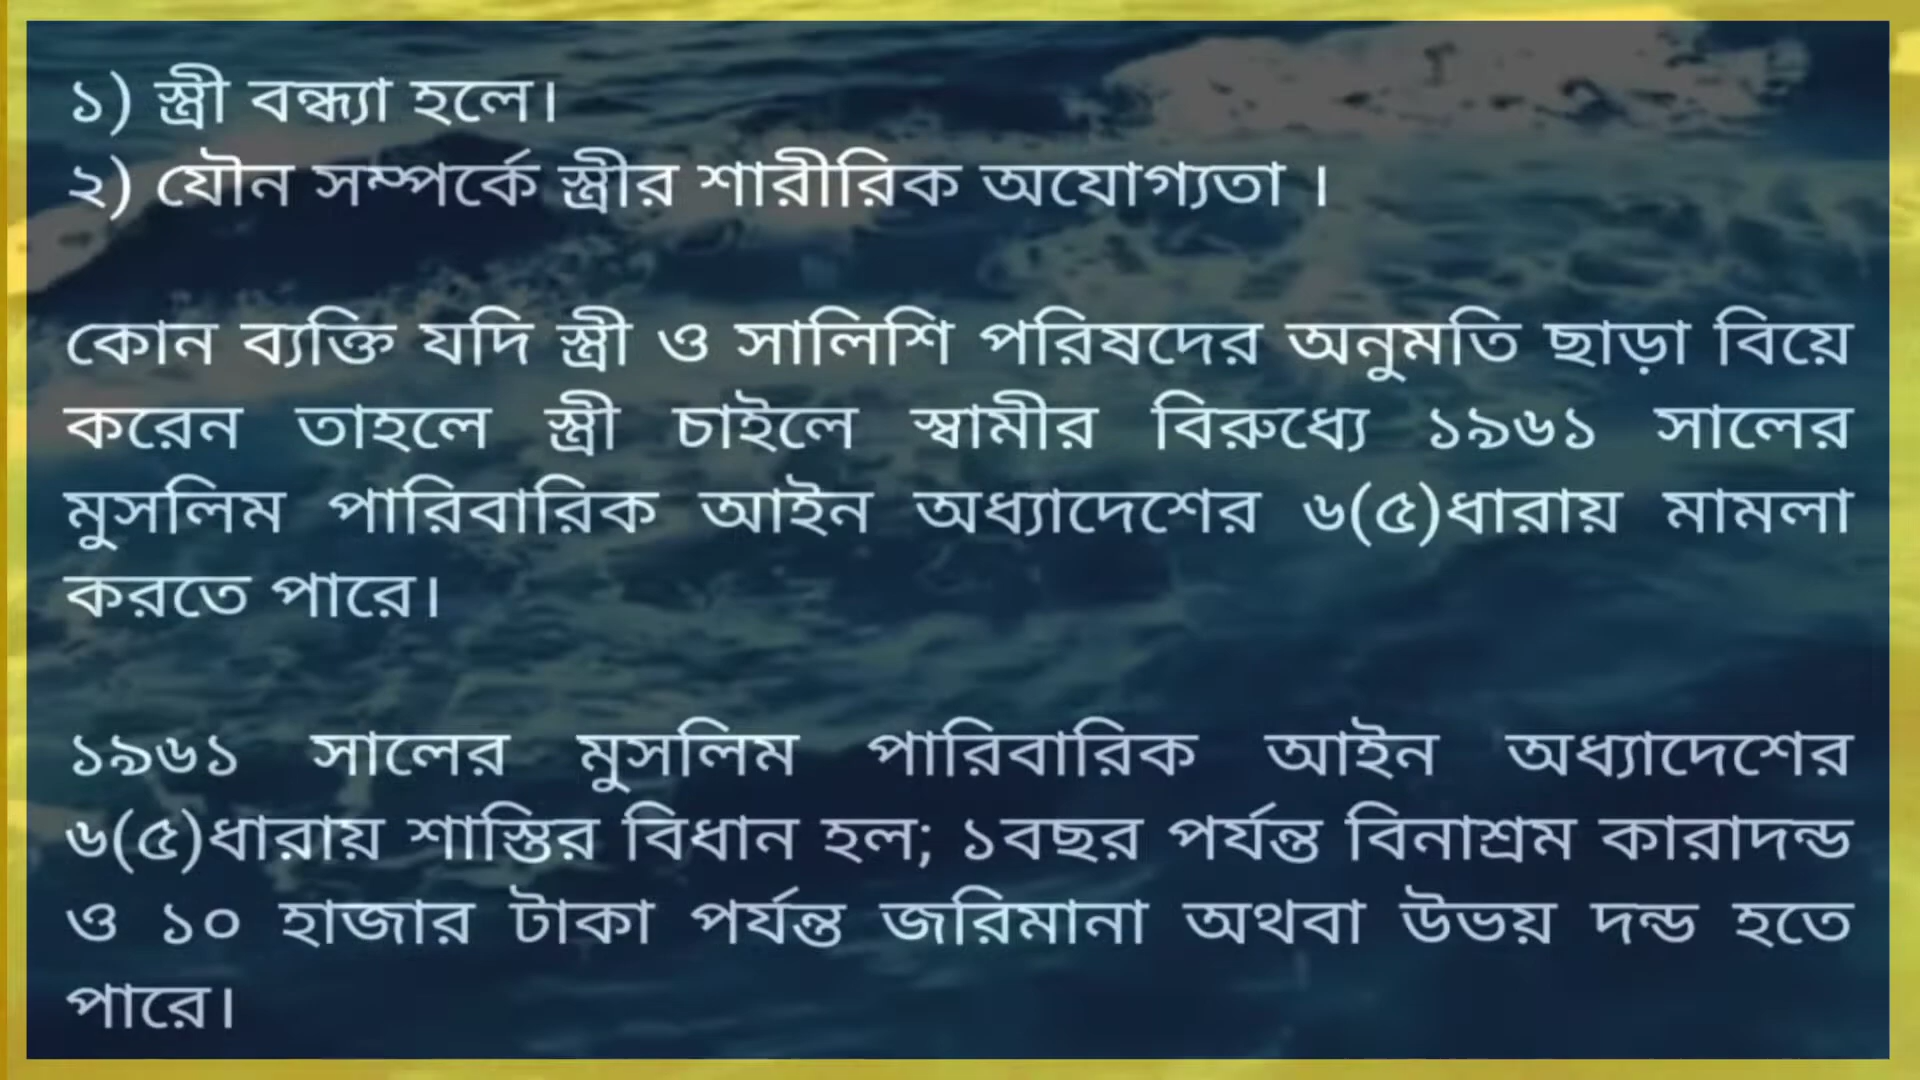 ১) স্ত্রী বন্ধ্যা হলে।
২) যৌন সম্পর্কে স্ত্রীর শারীরিক অযোগ্যতা ।
কোন ব্যক্তি যদি স্ত্রী ও সালিশি পরিষদের অনুমতি ছাড়া বিয়ে
করেন তাহলে স্ত্রী চাইলে স্বামীর বিরুধ্যে ১৯৬১ সালের
মুসলিম পারিবারিক আইন অধ্যাদেশের ৬(৫)ধারায় মামলা
করতে পারে।
১৯৬১ সালের মুসলিম পারিবারিক আইন অধ্যাদেশের
৬(৫)ধারায় শাস্তির বিধান হল; ১বছর পর্যন্ত বিনাশ্রম কারাদন্ড
ও ১০ হাজার টাকা পর্যন্ত জরিমানা অথবা উভয় দন্ড হতে
পারে।